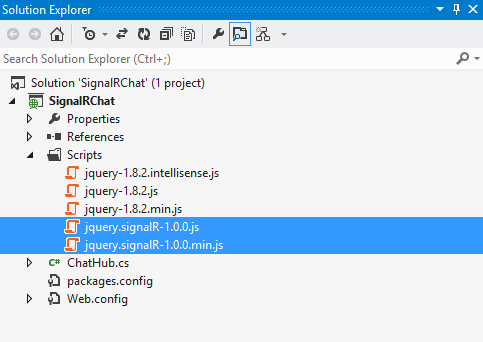 Solution Explorer
Search Solution Explorer (Ctrl+;)
Solution 'SignalRChat' (1 project)
SignalRChat
Properties
References
Scripts
jquery-1.8.2.intellisense.js
jquery-1.8.2.js
jquery-1.8.2.min.js
jquery.signalR-1.0.0.js
jquery.signalR-1.0.0.min.js
C# ChatHub.cs
packages.config
Web.config